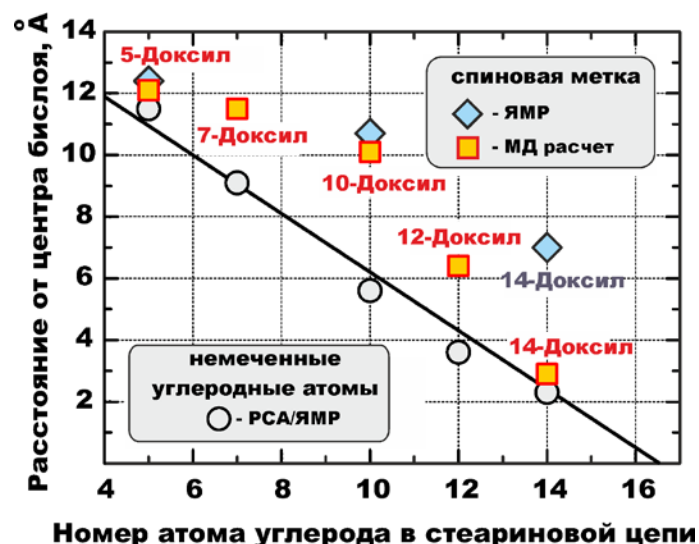 Расстояние от центра бислоя, Å
14
12
10
8
6
4
2
5-Доксил
7-Доксил
10-Доксил
12-Доксил
14-Доксил
14-Доксил
спиновая метка
- ЯМР
- МД расчет
немеченные
углеродные атомы
- РСА/ЯМР
4 6 8 10 12 14 16
Номер атома углерода в стеариновой цепи